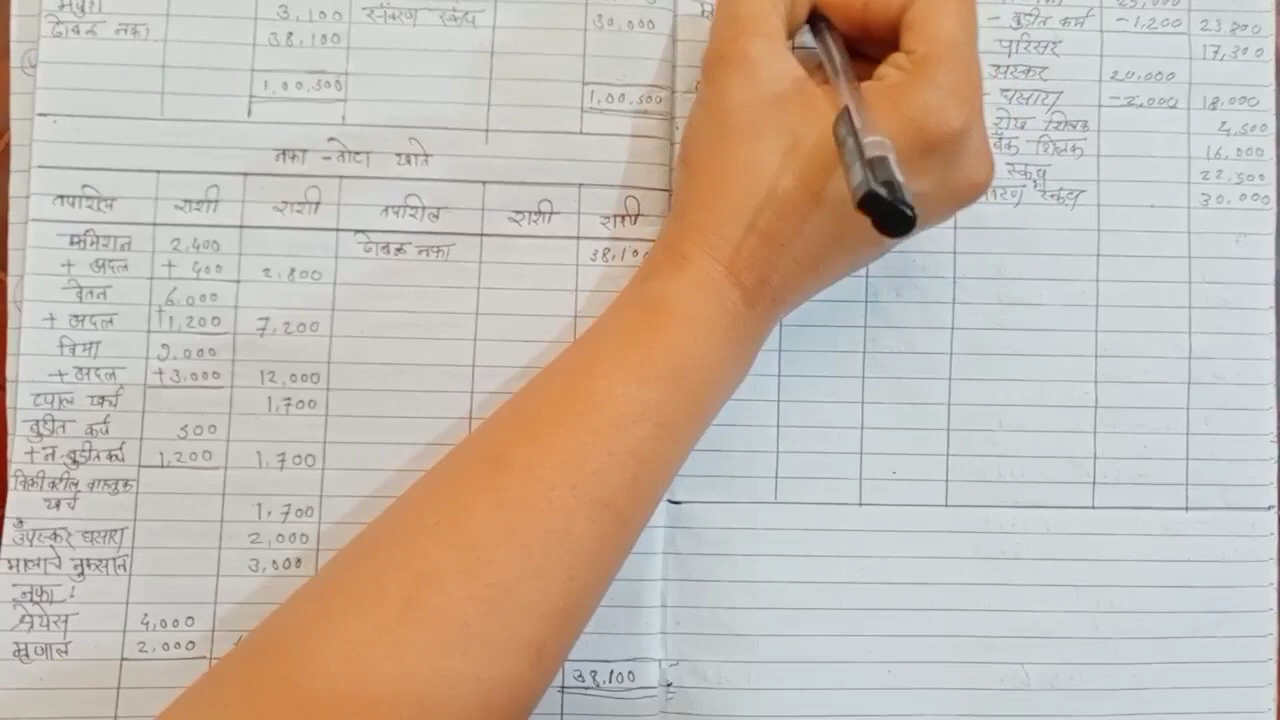 3,100 संवरण स्कंध 30,000
ढोबळ नफा 38,100
1,00,500 1,00,500
नफा - तोटा खाते
तपशिल राशी राशी तपशील राशी राशी
कमिशन 2,400 ढोबळ नफा 38,100
+ अदत्त + 400 2,800
वेतन 6,000
+ अदत्त +1,200 7,200
विमा 9,000
+ अदत्त +3,000 12,000
टपाल खर्च 1,700
बुडीत कर्ज 500
+ न. बुडीत कर्ज 1,200 1,700
विक्रीवरील वाहतुक
खर्च 1,700
उपस्कर घसारा 2,000
मालाचे नुकसान 3,000
नफा :
श्रेयस 4,000
मृणाल 2,000
38,100
25,000
- बुडीत कर्ज -1,200 23,800
परिसर 17,300
उपस्कर 20,000
- घसारा -2,000 18,000
रोख शिल्लक 4,500
बँक शिल्लक 16,000
स्कंध 22,500
स्कंध 30,000